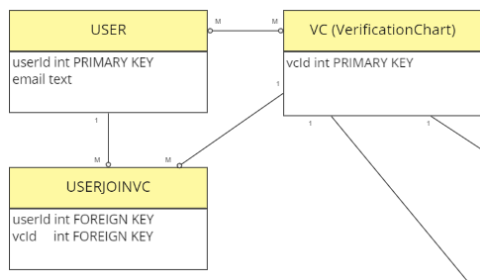 USER
userId int PRIMARY KEY
email text
M
M
VC (VerificationChart)
vcId int PRIMARY KEY
1
1
1
1
M
M
USERJOINVC
userId int FOREIGN KEY
vcId int FOREIGN KEY